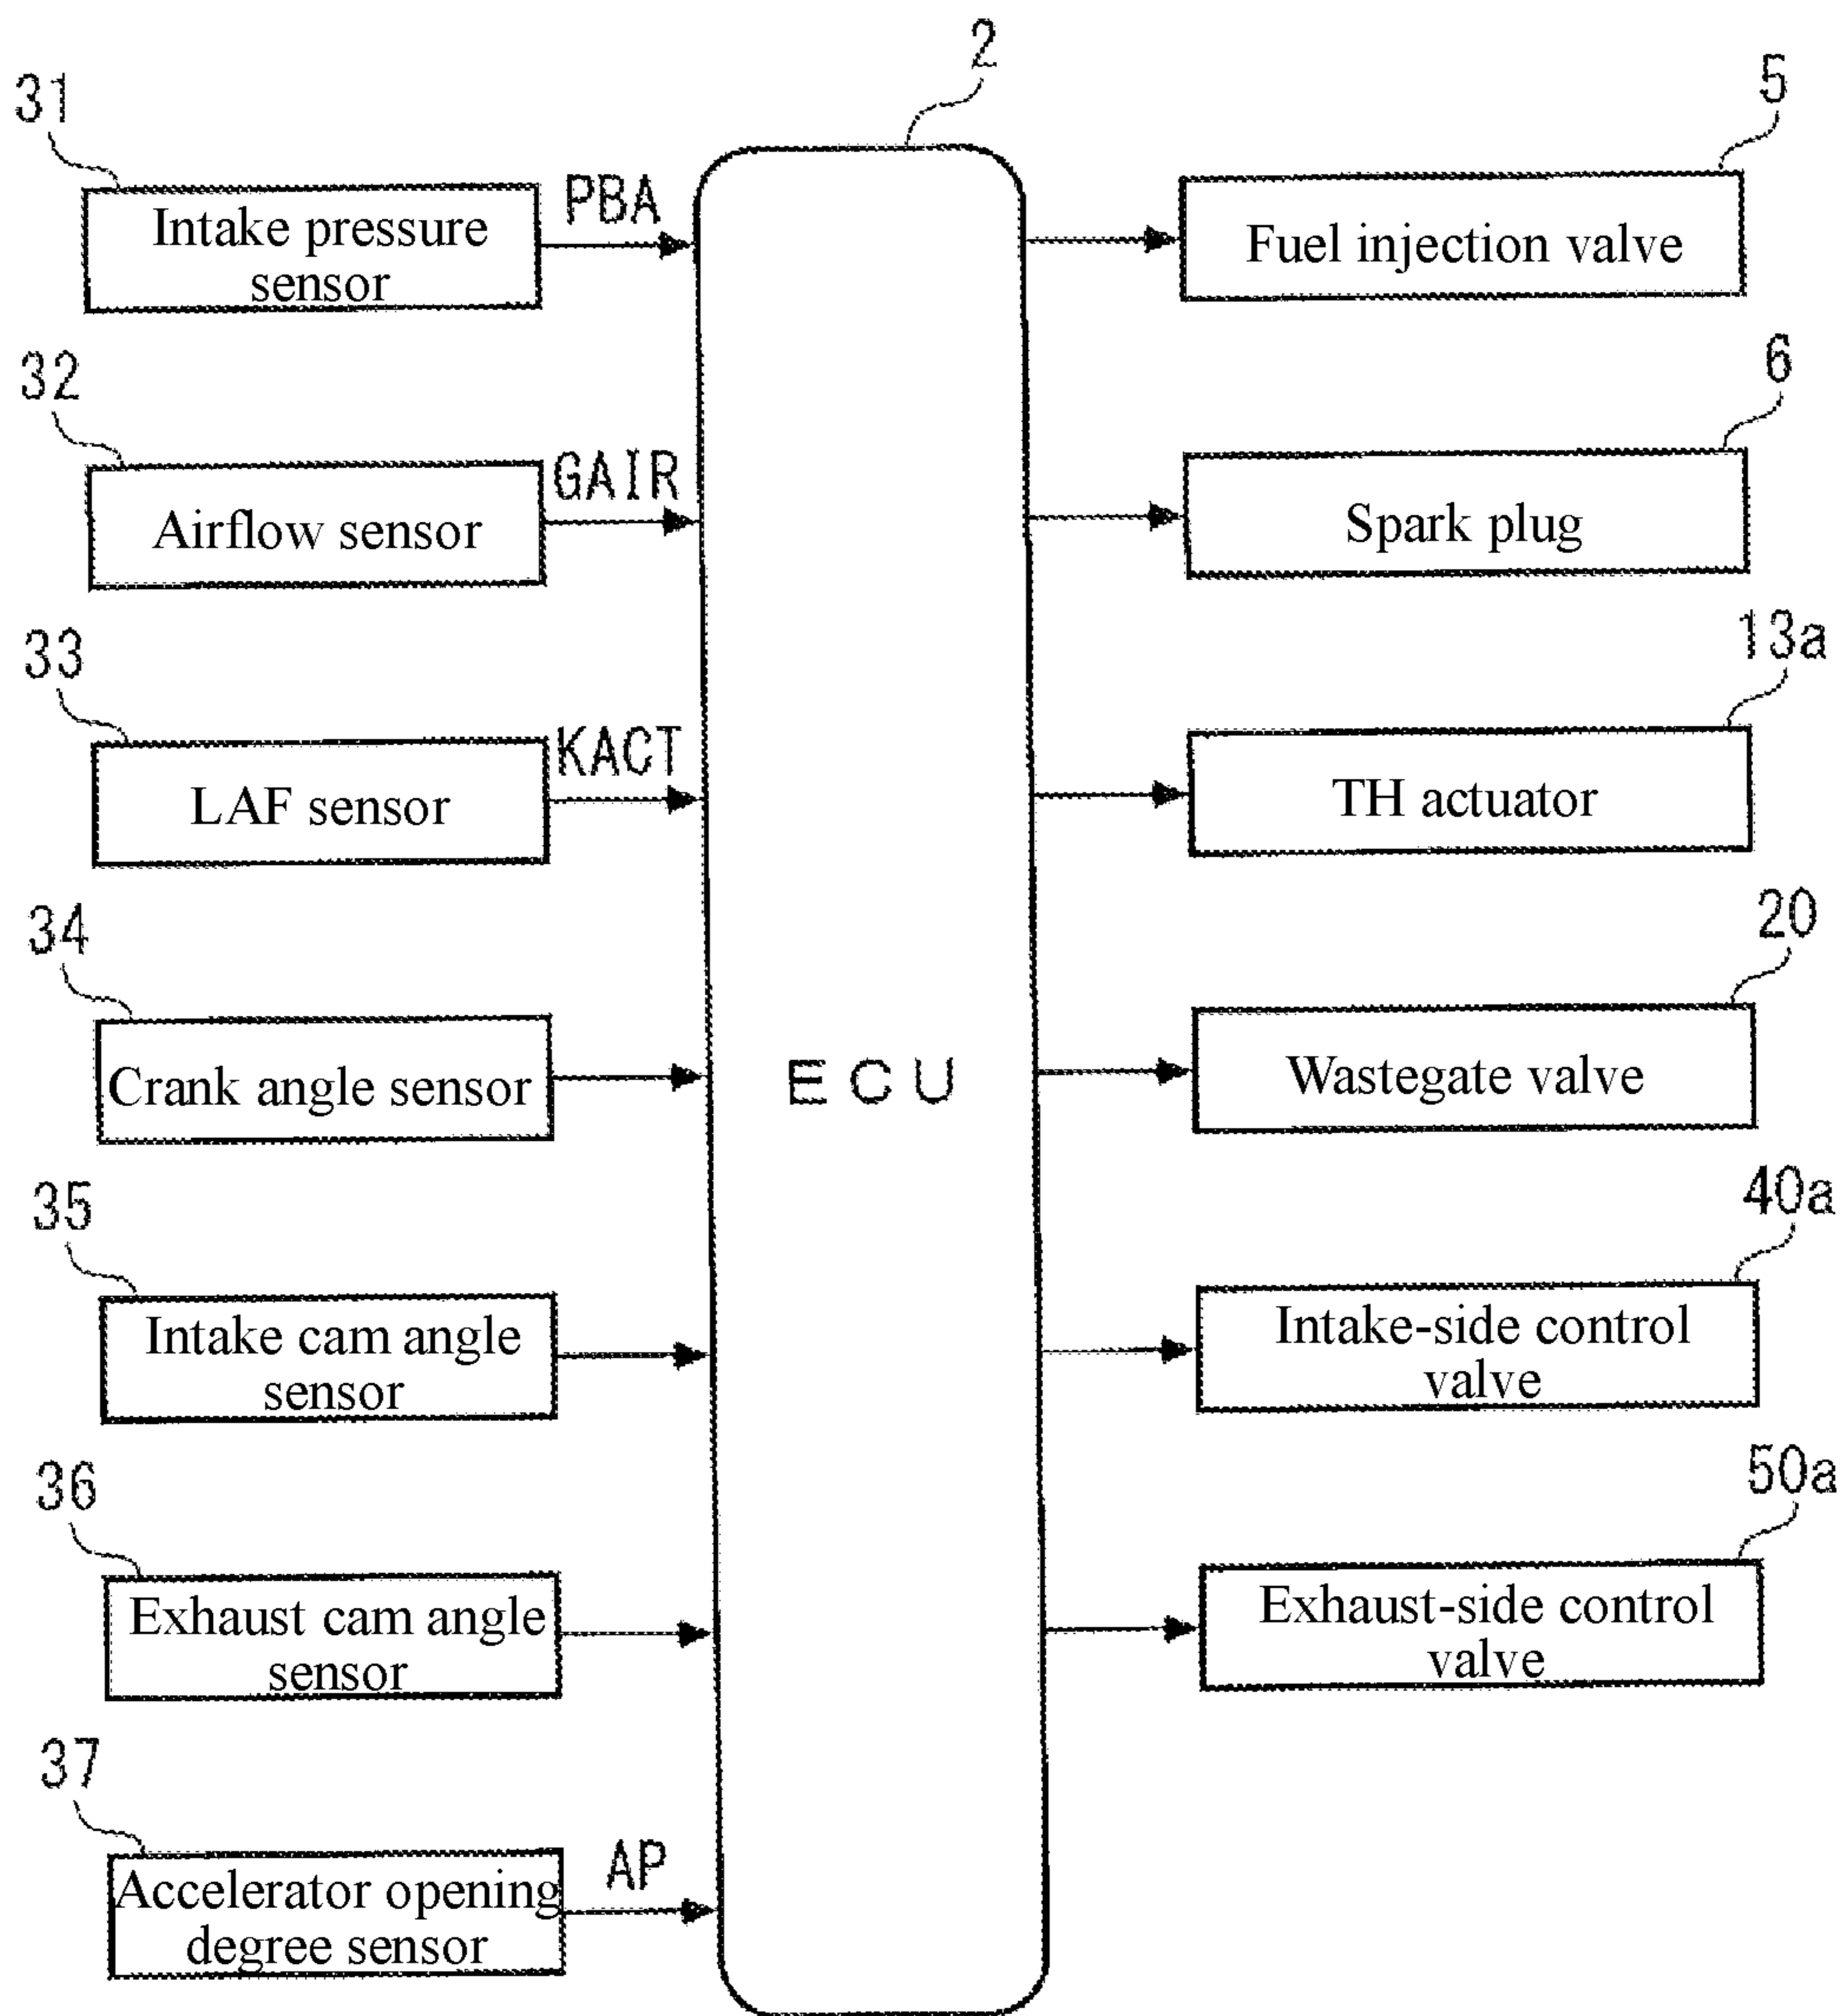 2
31
PBA
Intake pressure
sensor
32
GAIR
Airflow sensor
33
KACT
LAF sensor
34
Crank angle sensor
35
Intake cam angle
sensor
36
Exhaust cam angle
sensor
37
AP
Accelerator opening
degree sensor
ECU
5
Fuel injection valve
6
Spark plug
13a
TH actuator
20
Wastegate valve
40a
Intake-side control
valve
50a
Exhaust-side control
valve